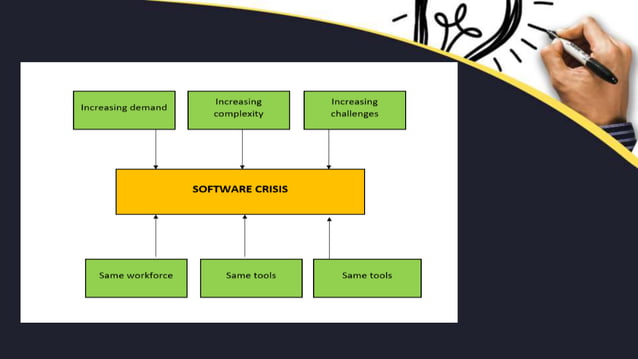 Increasing demand
Increasing
complexity
Increasing
challenges
SOFTWARE CRISIS
Same workforce
Same tools
Same tools